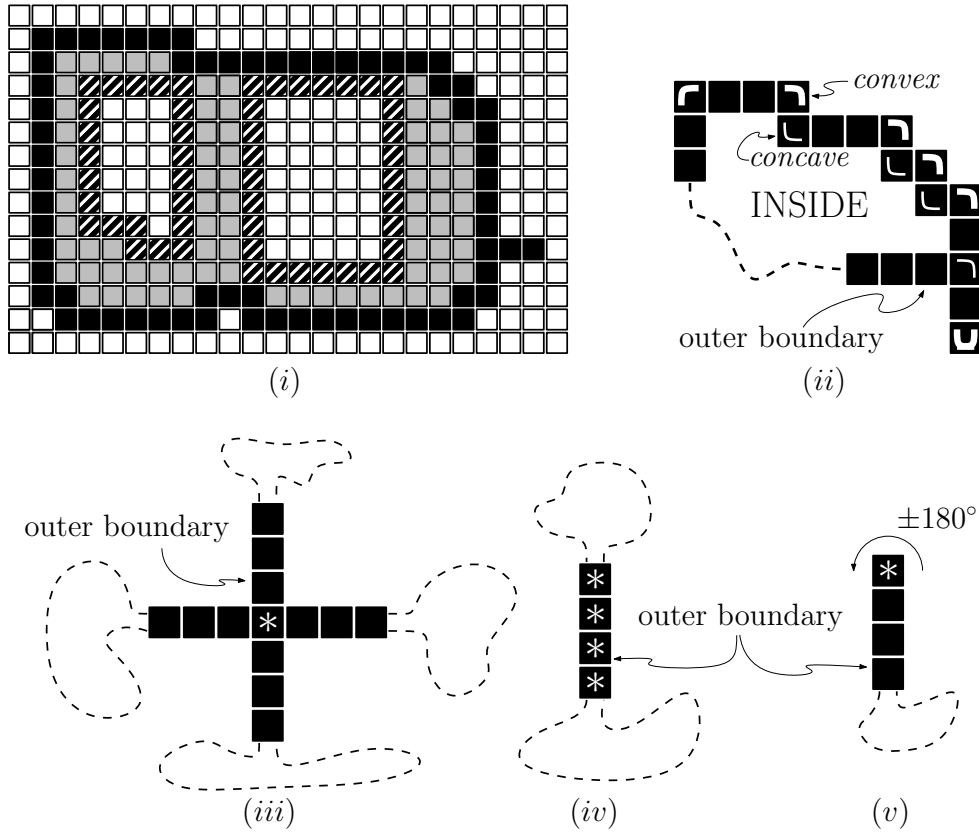 convex
concave
INSIDE
outer boundary
(i)
(ii)
outer boundary
±180°
*
*
*
*
*
*
outer boundary
(iii)
(iv)
(v)